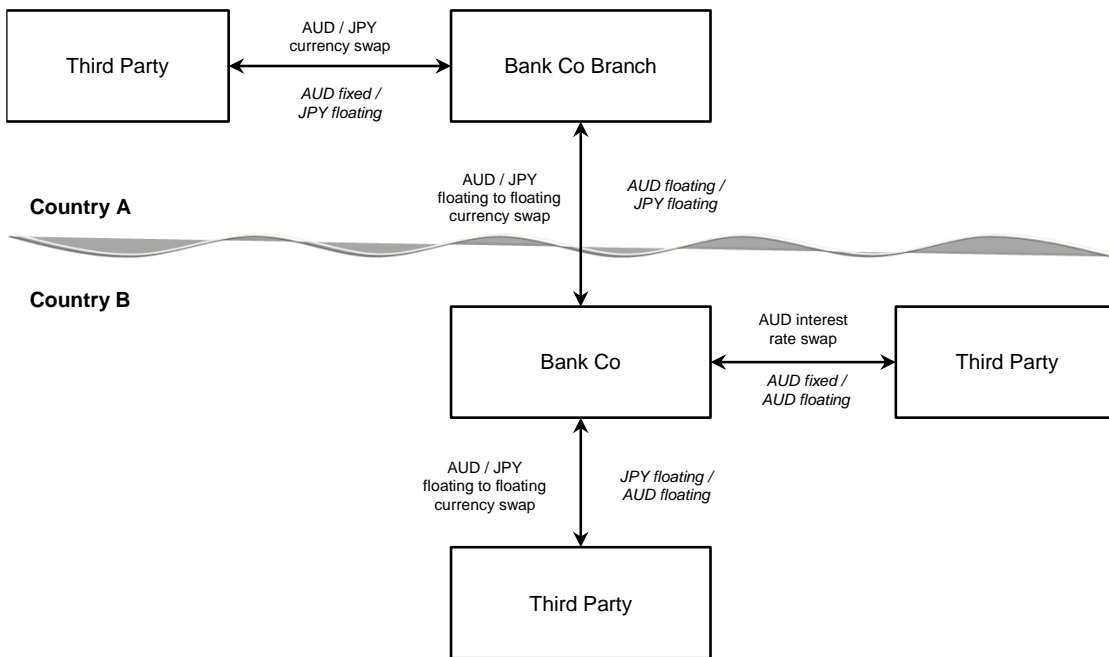 AUD / JPY
currency swap
Third Party
Bank Co Branch
AUD fixed /
JPY floating
AUD / JPY
floating to floating
currency swap
AUD floating /
JPY floating
Country A
Country B
AUD interest
rate swap
Bank Co
Third Party
AUD fixed /
AUD floating
AUD / JPY
floating to floating
currency swap
JPY floating /
AUD floating
Third Party